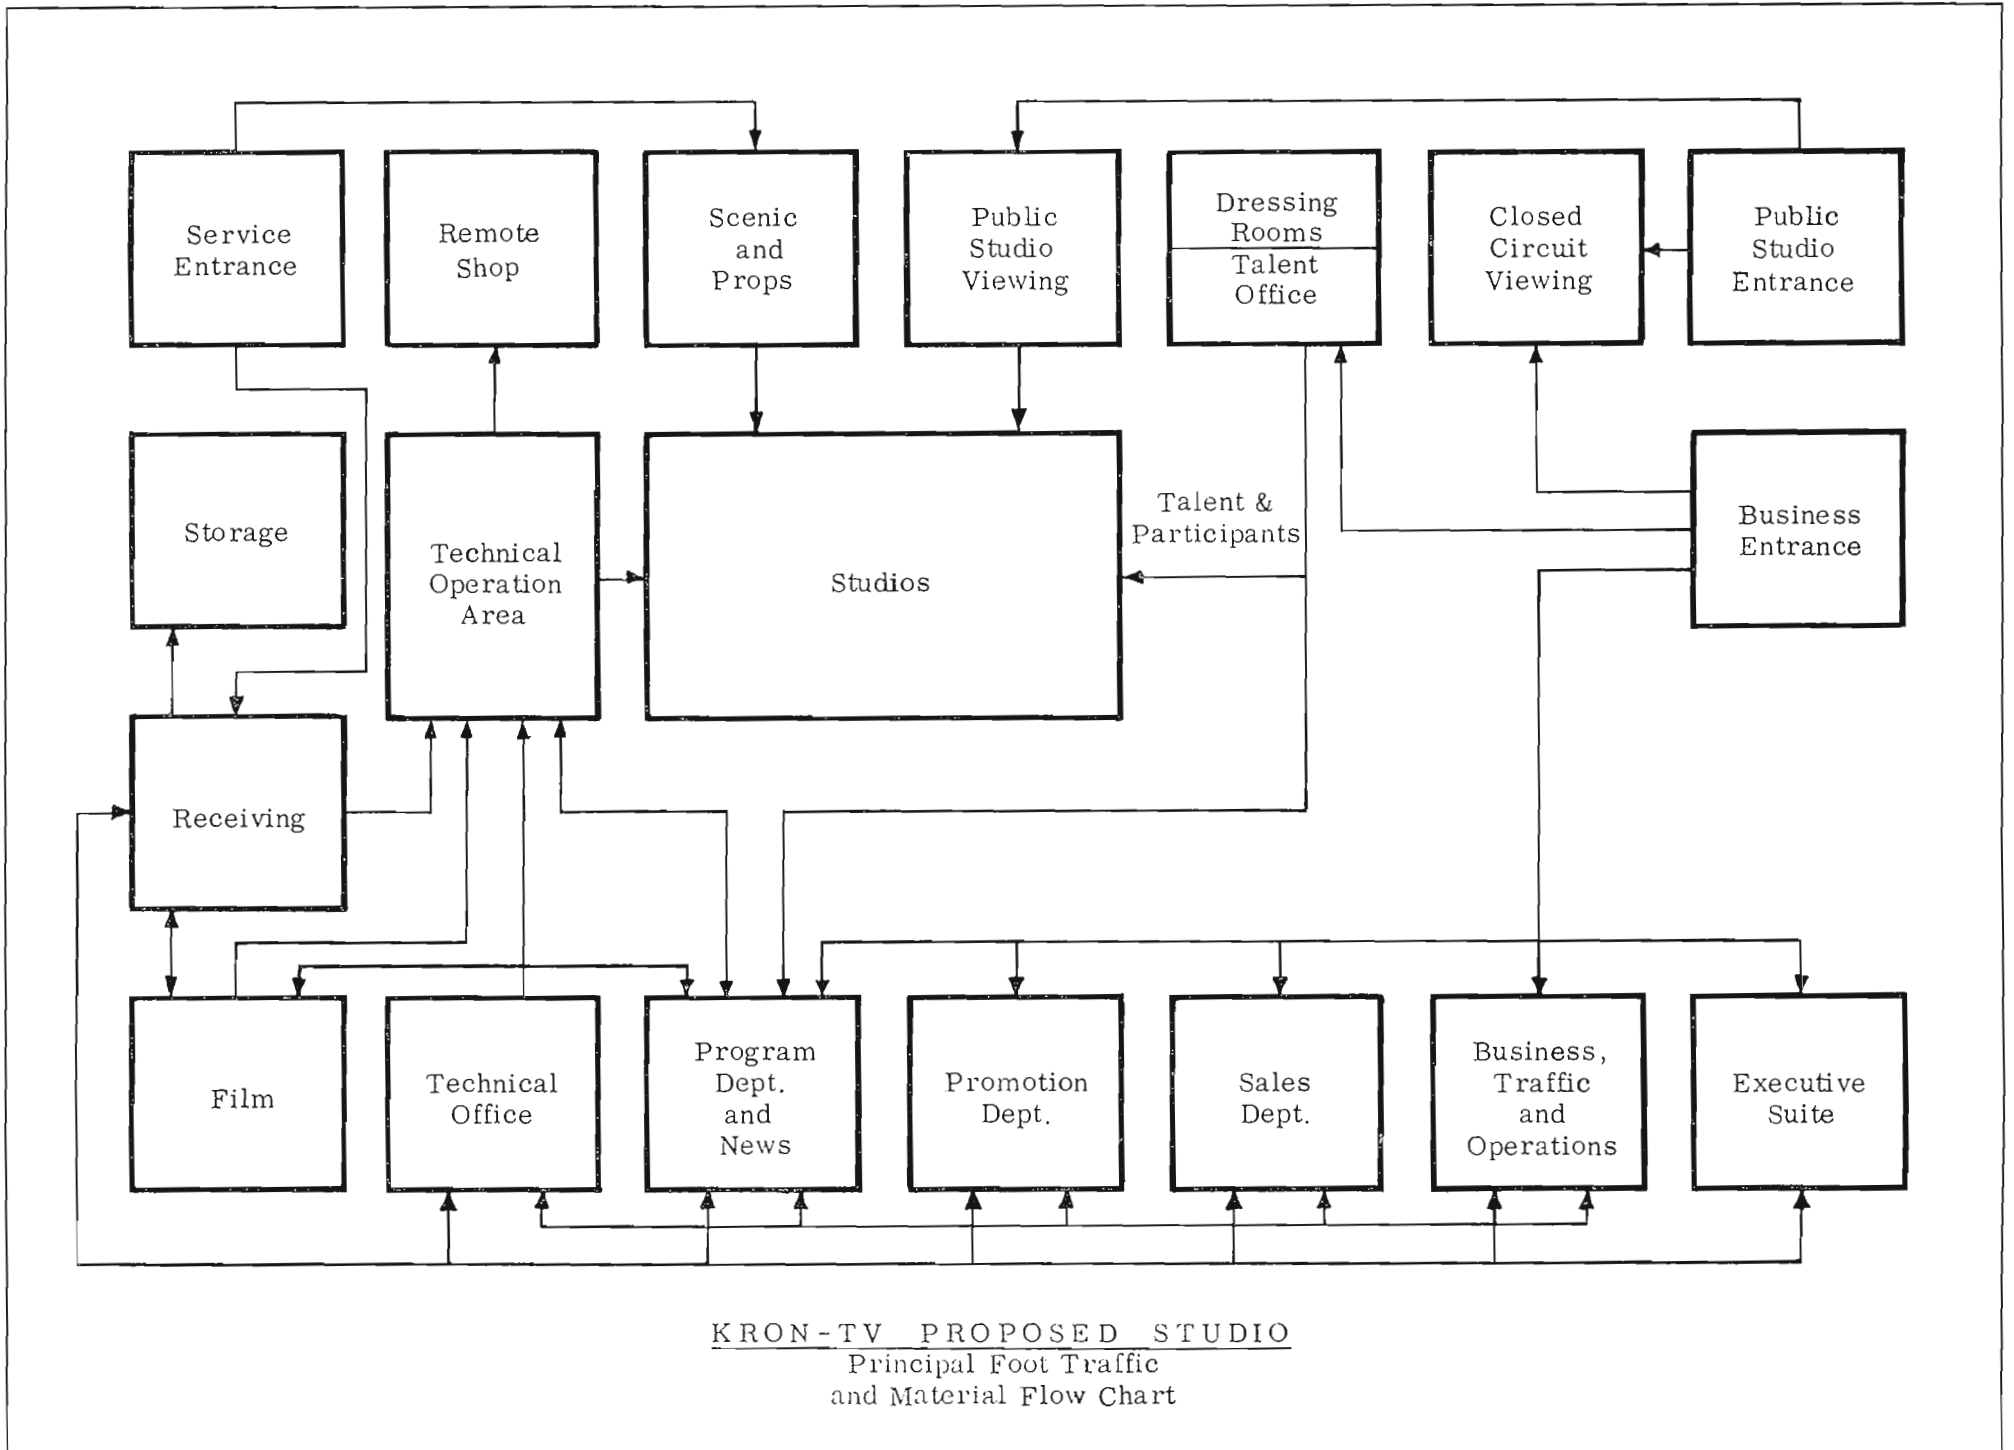 Service
Entrance
Remote
Shop
Scenic
and
Props
Public
Studio
Viewing
Dressing
Rooms
Talent
Office
Closed
Circuit
Viewing
Public
Studio
Entrance
Storage
Technical
Operation
Area
Studios
Talent &
Participants
Business
Entrance
Receiving
Film
Technical
Office
Program
Dept.
and
News
Promotion
Dept.
Sales
Dept.
Business,
Traffic
and
Operations
Executive
Suite
KRON-TV PROPOSED STUDIO
Principal Foot Traffic
and Material Flow Chart